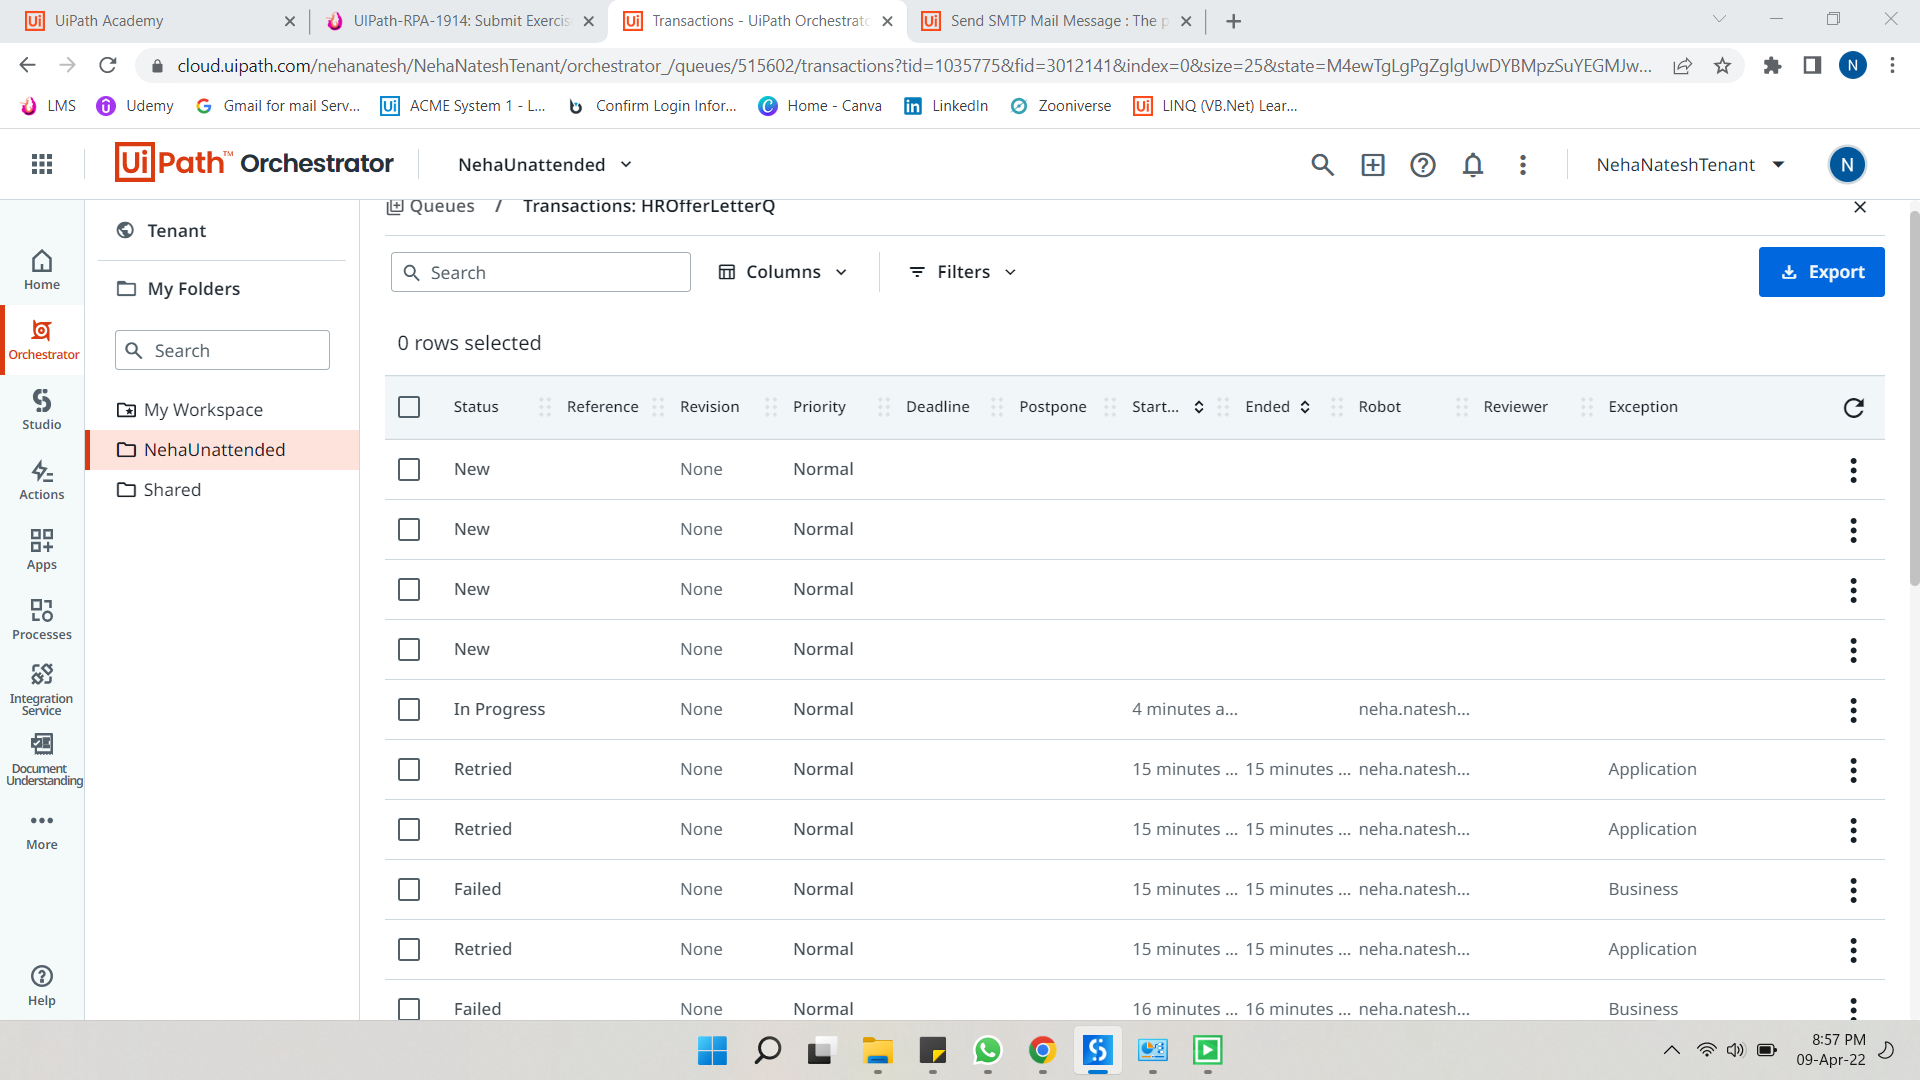 UiPath Academy
UIPath-RPA-1914: Submit Exercis
Transactions - UiPath Orchestrato
Send SMTP Mail Message : The p
cloud.uipath.com/nehanatesh/NehaNateshTenant/orchestrator_/queues/515602/transactions?tid=1035775&fid=3012141&index=0&size=25&state=M4ewTgLgPgZglgUwDYBMpzSuYEGMJw...
N
LMS
Udemy
Gmail for mail Serv...
ACME System 1 - L...
Confirm Login Infor...
Home - Canva
LinkedIn
Zooniverse
LINQ (VB.Net) Lear...
UiPath™ Orchestrator
NehaUnattended
NehaNateshTenant
N
Home
Orchestrator
Studio
Actions
Apps
Processes
Integration
Service
Document
Understanding
More
Help
Tenant
My Folders
Search
My Workspace
NehaUnattended
Shared
Queues / Transactions: HROfferLetterQ
Search
Columns
Filters
Export
0 rows selected
Status Reference Revision Priority Deadline Postpone Start... Ended Robot Reviewer Exception
New None Normal
New None Normal
New None Normal
New None Normal
In Progress None Normal 4 minutes a... neha.natesh...
Retried None Normal 15 minutes ... 15 minutes ... neha.natesh... Application
Retried None Normal 15 minutes ... 15 minutes ... neha.natesh... Application
Failed None Normal 15 minutes ... 15 minutes ... neha.natesh... Business
Retried None Normal 15 minutes ... 15 minutes ... neha.natesh... Application
Failed None Normal 16 minutes ... 16 minutes ... neha.natesh... Business
8:57 PM
09-Apr-22